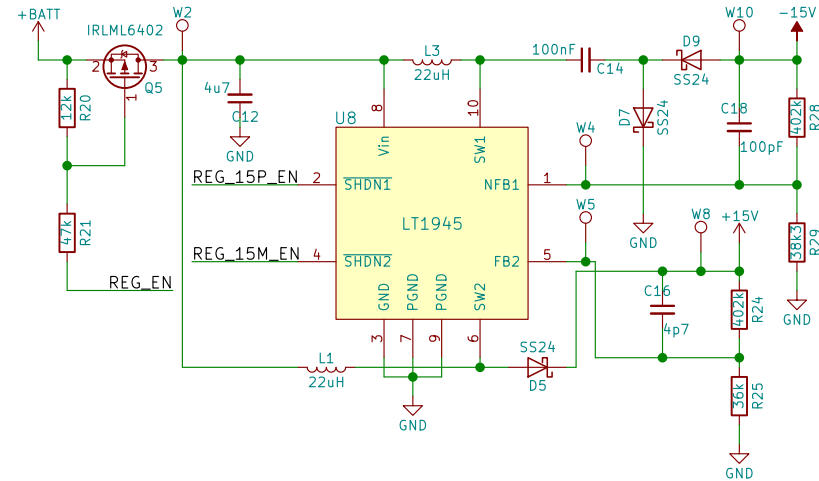 +BATT
W2
IRLML6402
2
3
Q5
1
12k
R20
4u7
C12
GND
L3
22uH
100nF
C14
D9
SS24
W10
-15V
D7
SS24
C18
100pF
402k
R28
U8
8
10
Vin
SW1
W4
REG_15P_EN
2
SHDN1
NFB1
1
LT1945
47k
R21
W5
W8
+15V
GND
38k3
R29
REG_15M_EN
4
SHDN2
FB2
5
REG_EN
GND
PGND
PGND
SW2
C16
4p7
402k
R24
GND
3
7
9
6
L1
22uH
SS24
D5
36k
R25
GND
GND